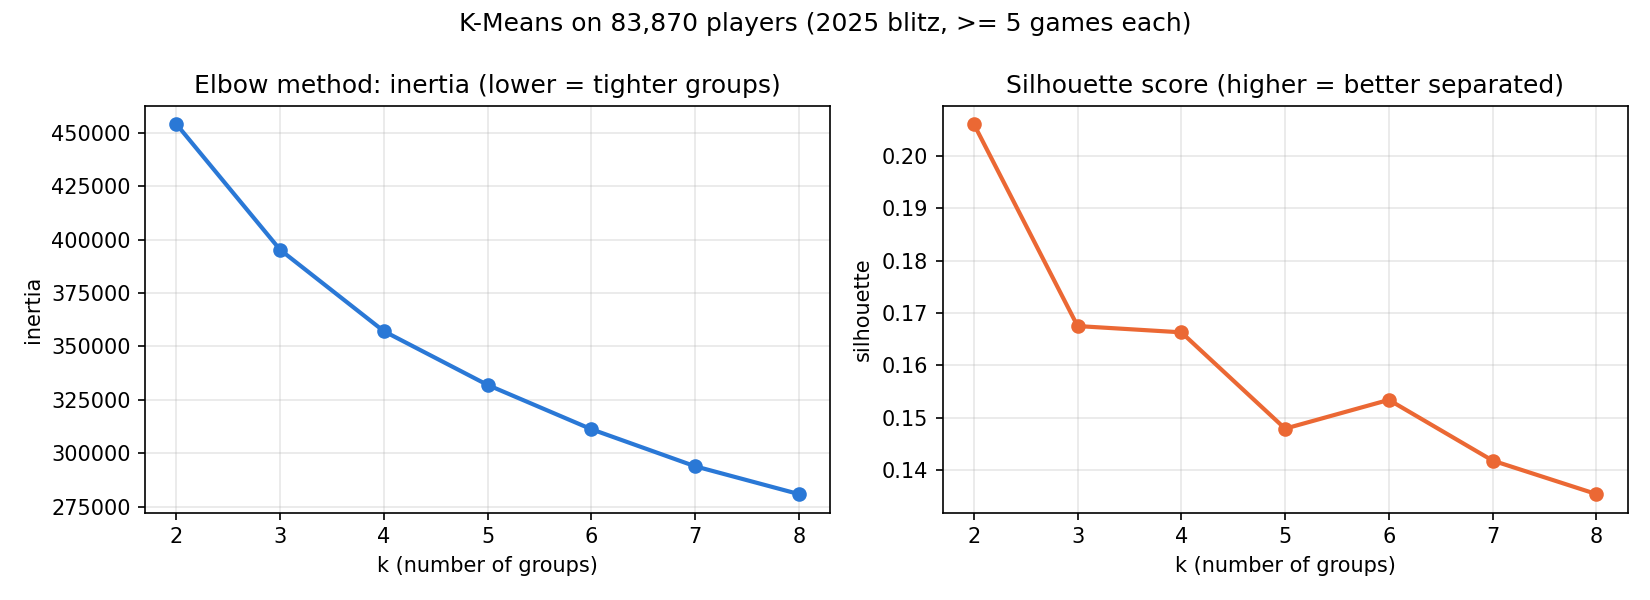 K-Means on 83,870 players (2025 blitz, >= 5 games each)
Elbow method: inertia (lower = tighter groups)
450000
425000
400000
375000
350000
325000
300000
275000
inertia
2 3 4 5 6 7 8
k (number of groups)
Silhouette score (higher = better separated)
0.20
0.19
0.18
0.17
0.16
0.15
0.14
silhouette
2 3 4 5 6 7 8
k (number of groups)